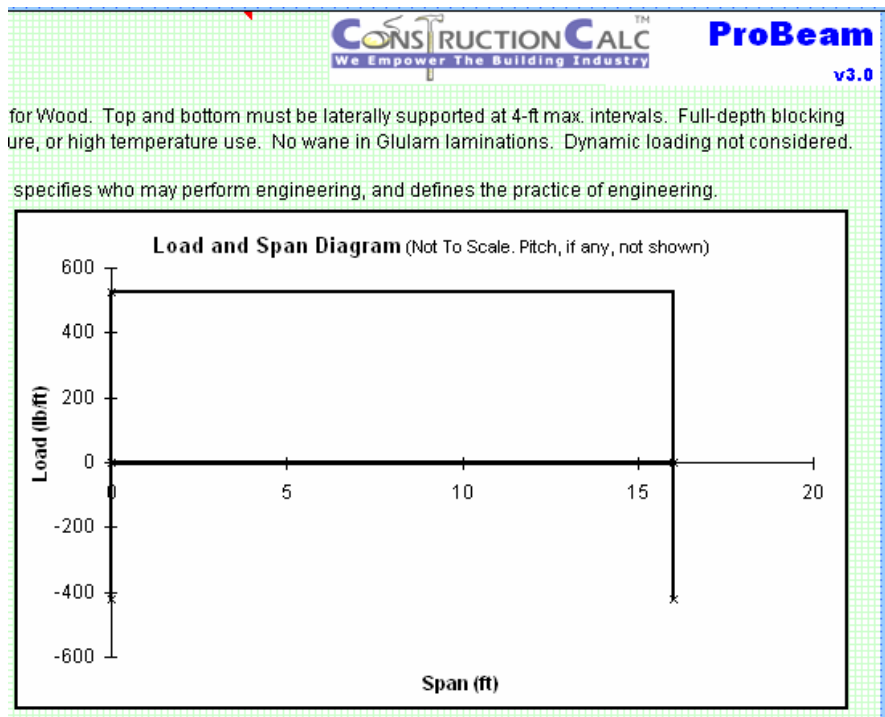 CONSTRUCTIONCALC TM
We Empower The Building Industry
ProBeam
v3.0
for Wood. Top and bottom must be laterally supported at 4-ft max. intervals. Full-depth blocking
ure, or high temperature use. No wane in Glulam laminations. Dynamic loading not considered.
specifies who may perform engineering, and defines the practice of engineering.
Load and Span Diagram (Not To Scale. Pitch, if any, not shown)
600
400
200
0
-200
-400
-600
Load (lb/ft)
0 5 10 15 20
Span (ft)